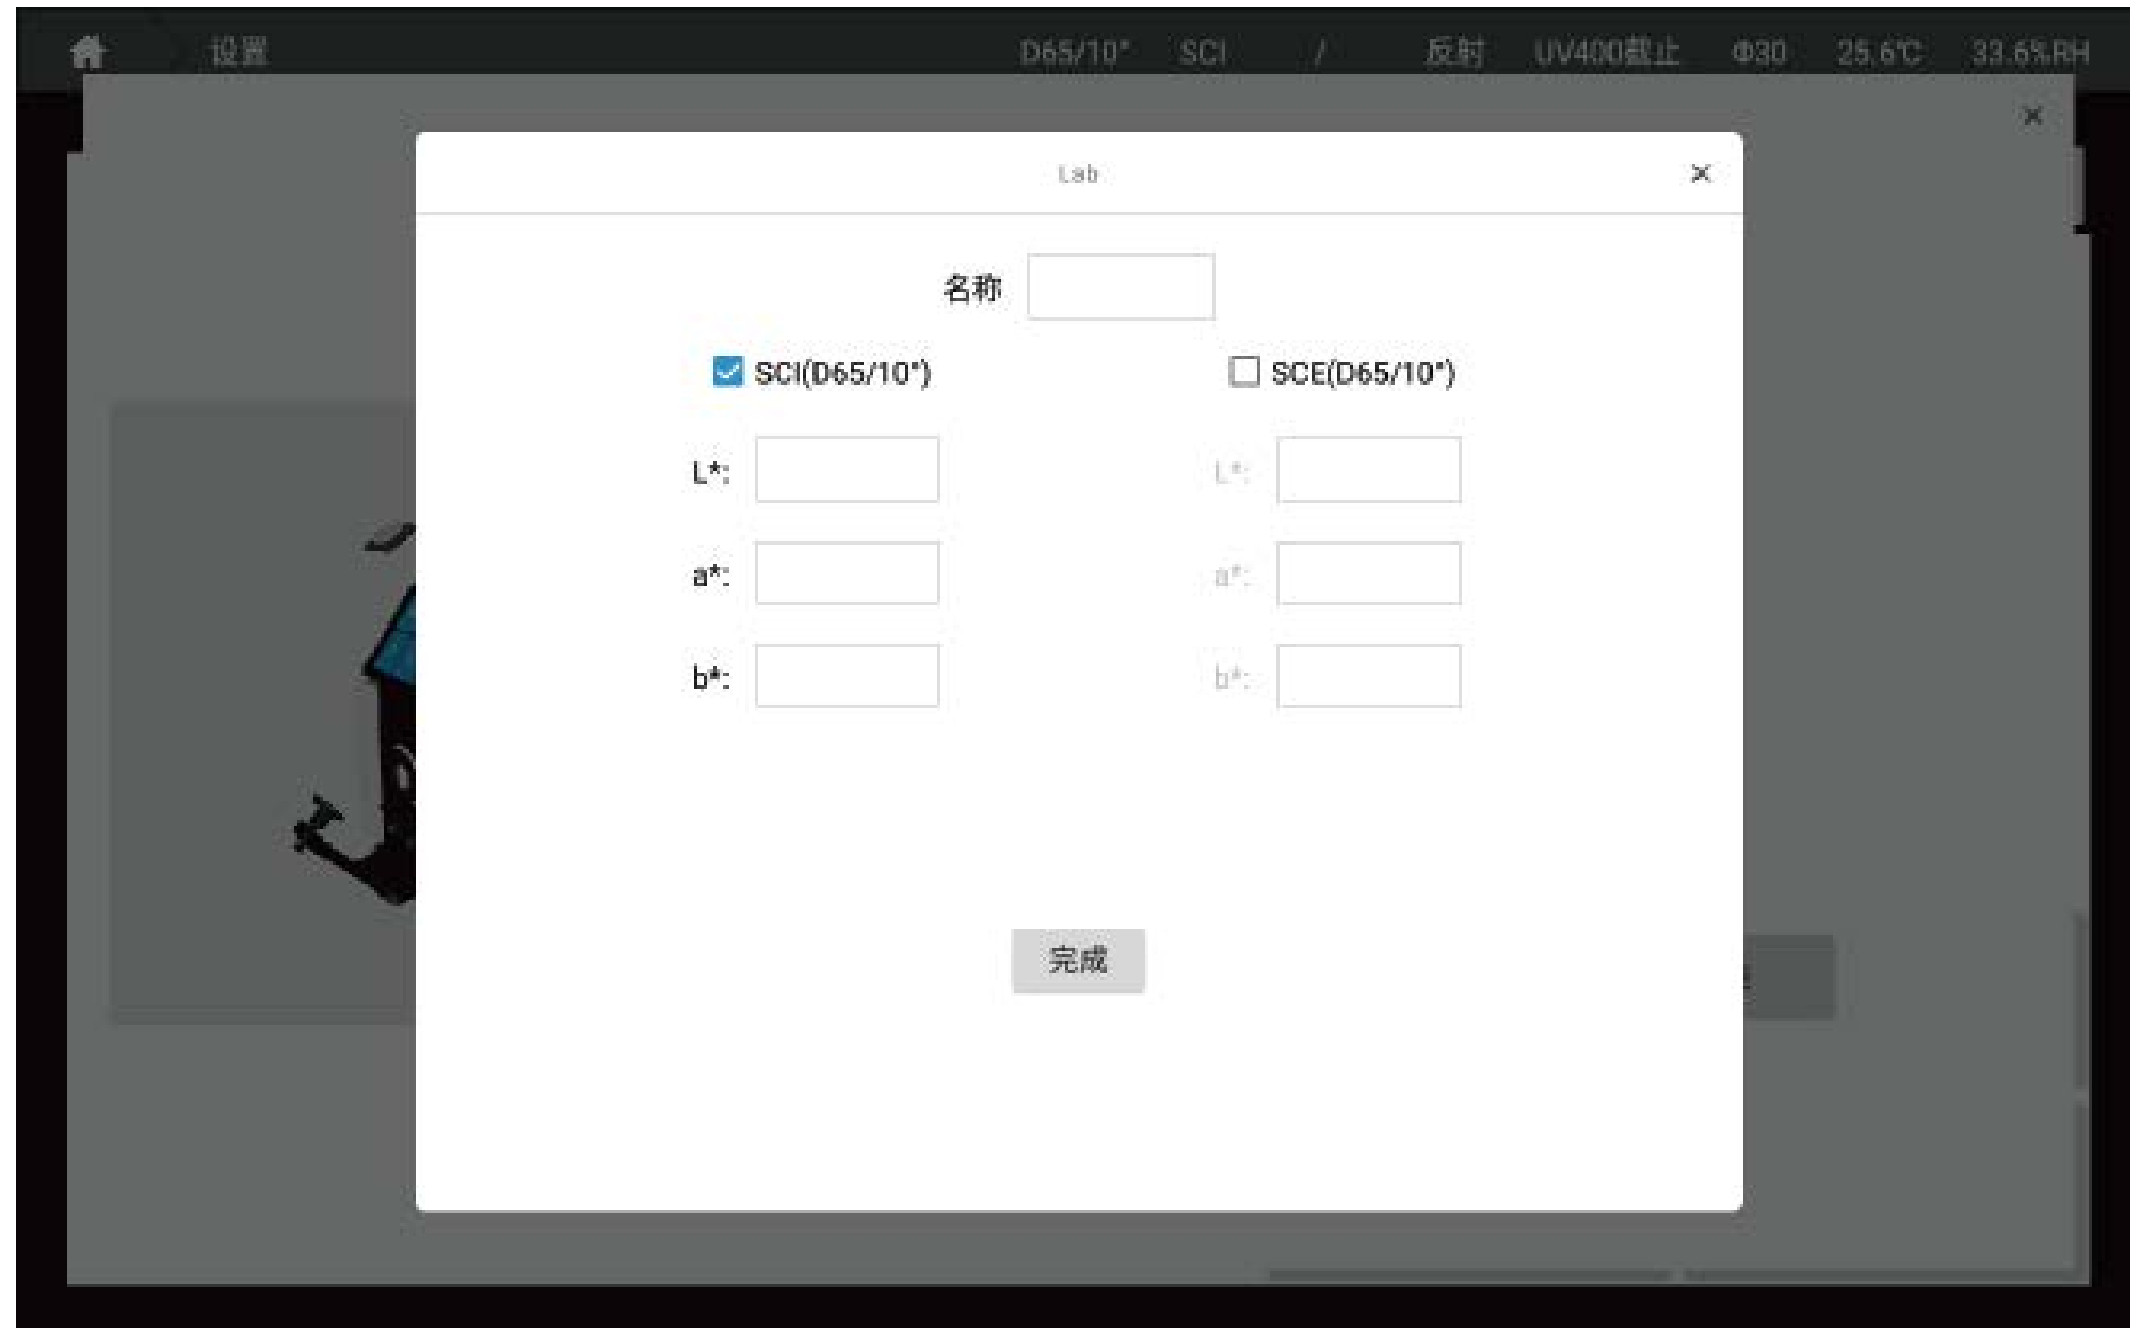 设置 D65/10° SCI / 反射 UV400截止 Φ30 25.6℃ 33.6%RH
Lab
名称
SCI(D65/10°) SCE(D65/10°)
L*: L*:
a*: a*:
b*: b*:
完成